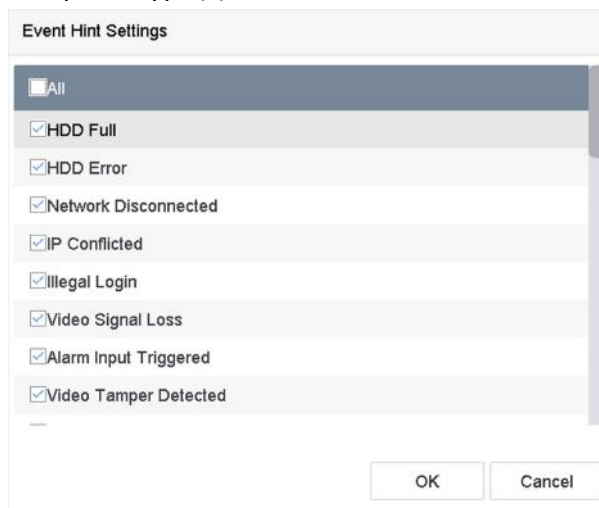 Event Hint Settings
All
HDD Full
HDD Error
Network Disconnected
IP Conflicted
Illegal Login
Video Signal Loss
Alarm Input Triggered
Video Tamper Detected
OK Cancel